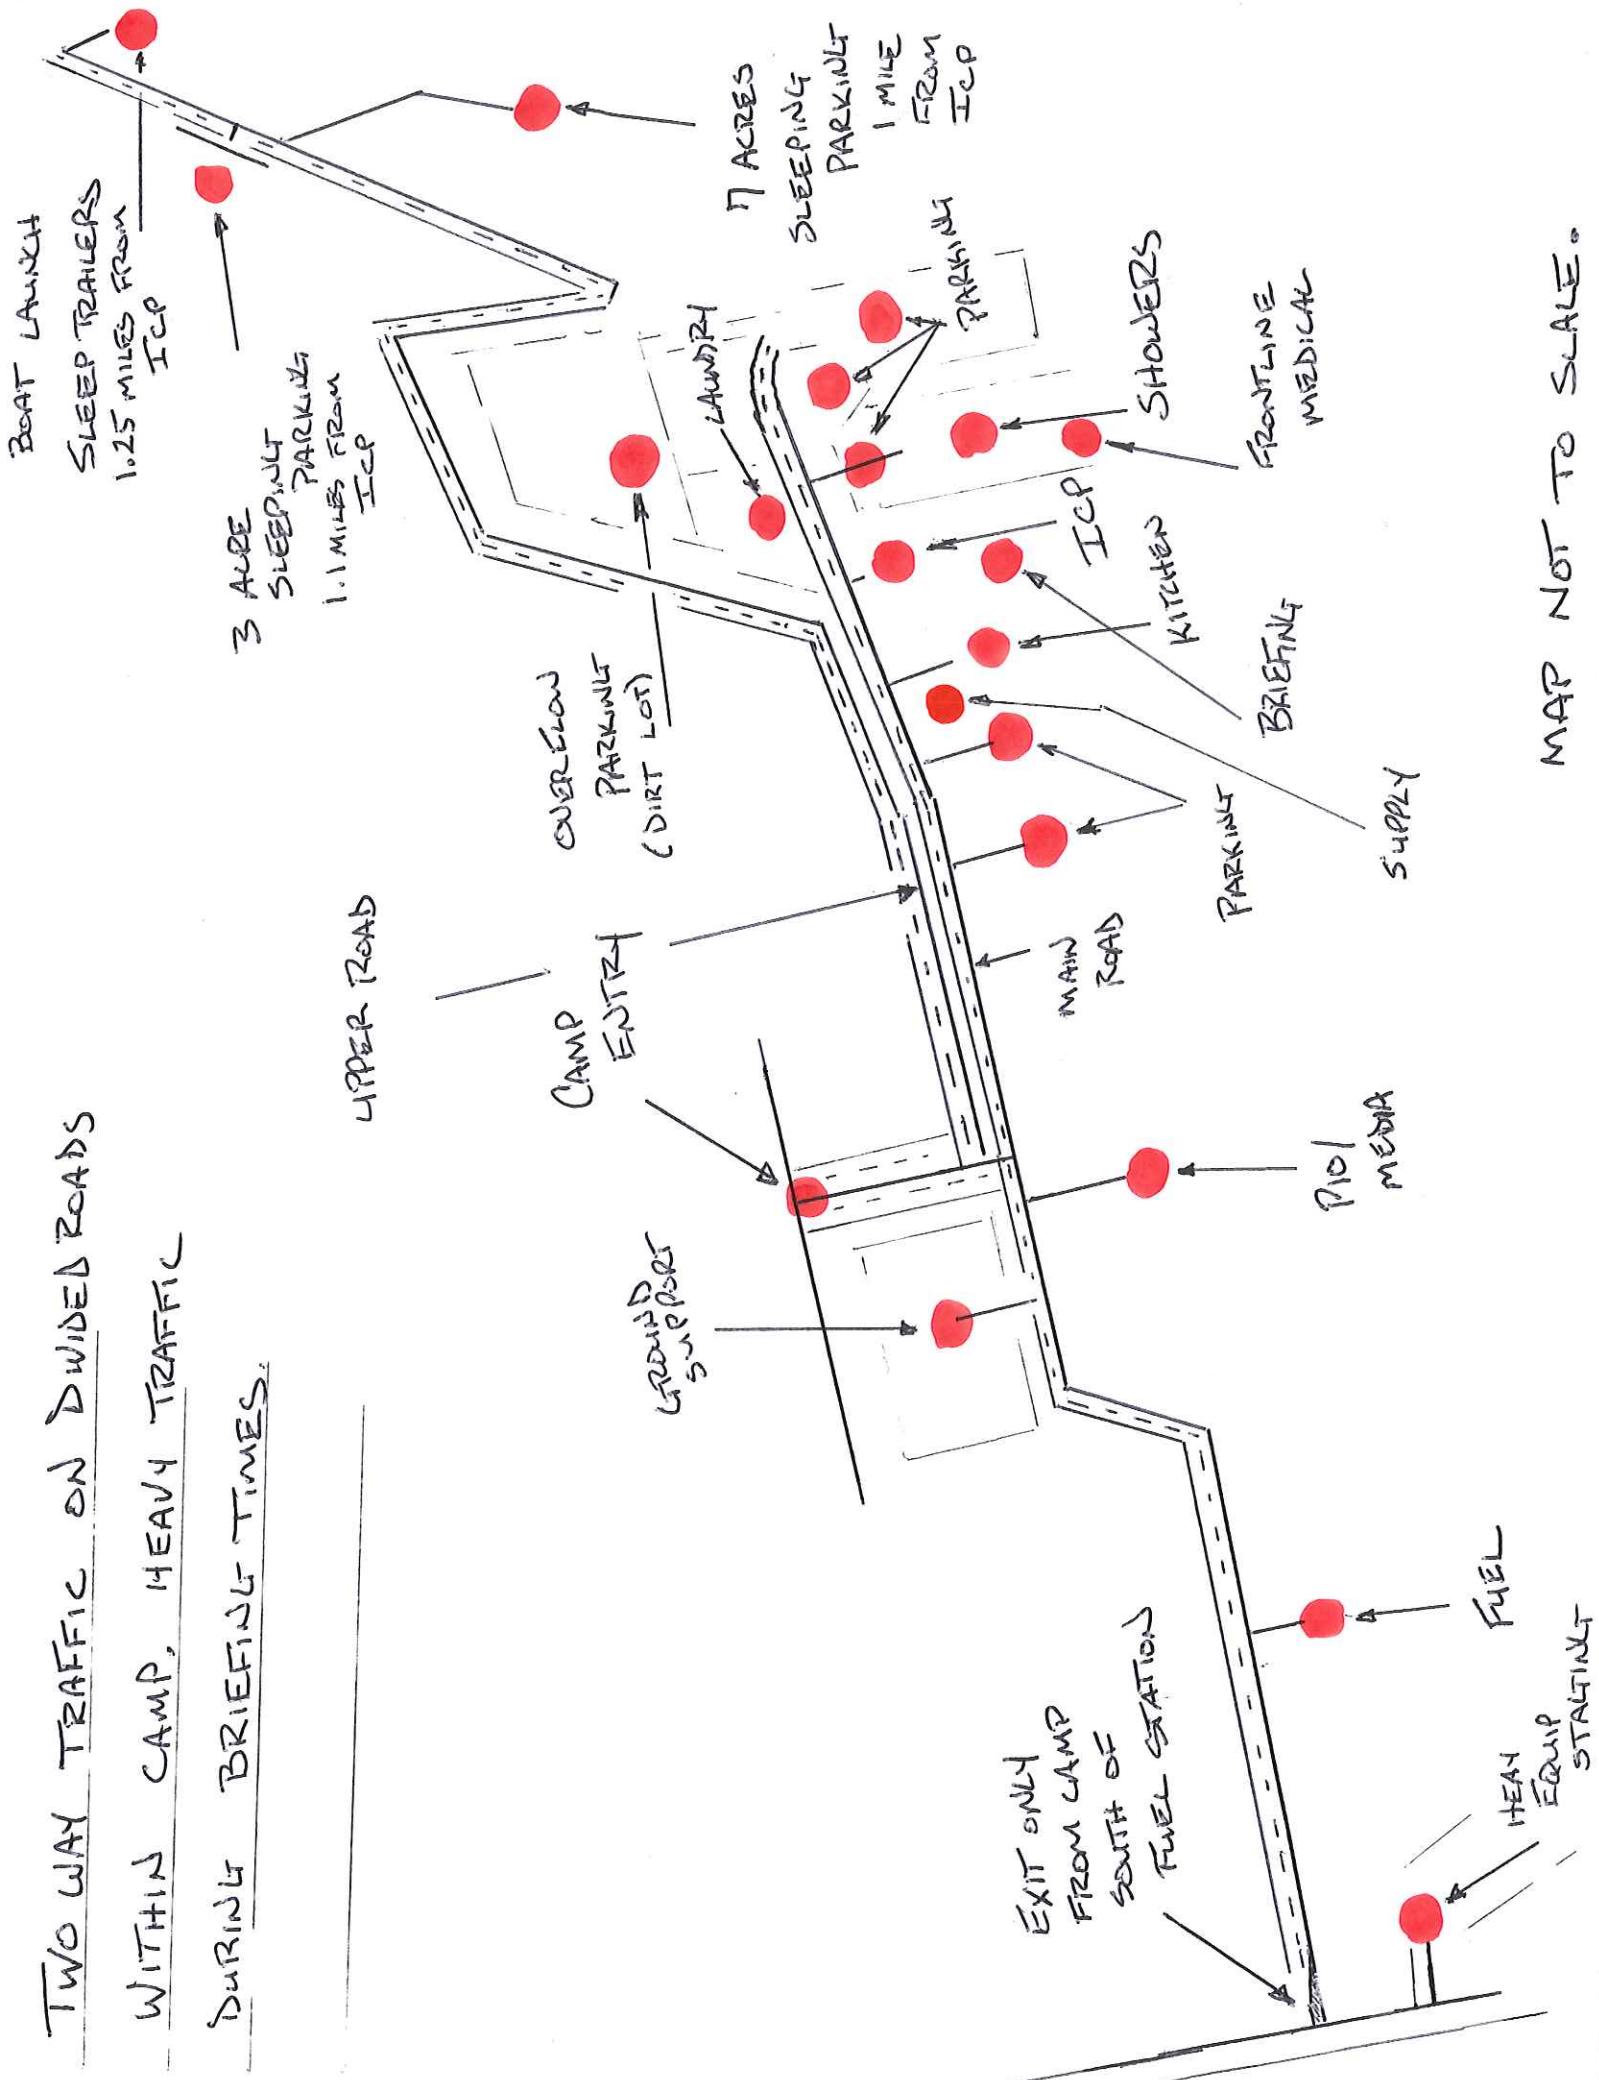 TWO WAY TRAFFIC ON DIVIDED ROADS
WITHIN CAMP. HEAVY TRAFFIC
DURING BRIEFING TIMES.
BOAT LAUNCH
SLEEP TRAILERS
1.25 MILES FROM
ICP
3 ACRE
SLEEPING
PARKING
1.1 MILES FROM
ICP
UPPER ROAD
OVERFLOW
PARKING
(DIRT LOT)
CAMP
ENTRY
GROUND
SUPPORT
LAUNDRY
7 ACRES
SLEEPING
PARKING
1 MILE
FROM
ICP
PARKING
SHOWERS
FRONTLINE
MEDICAL
ICP
KITCHEN
BRIEFING
SUPPLY
PARKING
MAIN
ROAD
PIO/
MEDIA
EXIT ONLY
FROM CAMP
SOUTH OF
FUEL STATION
FUEL
HEAY
EQUIP
STAGING
MAP NOT TO SCALE.